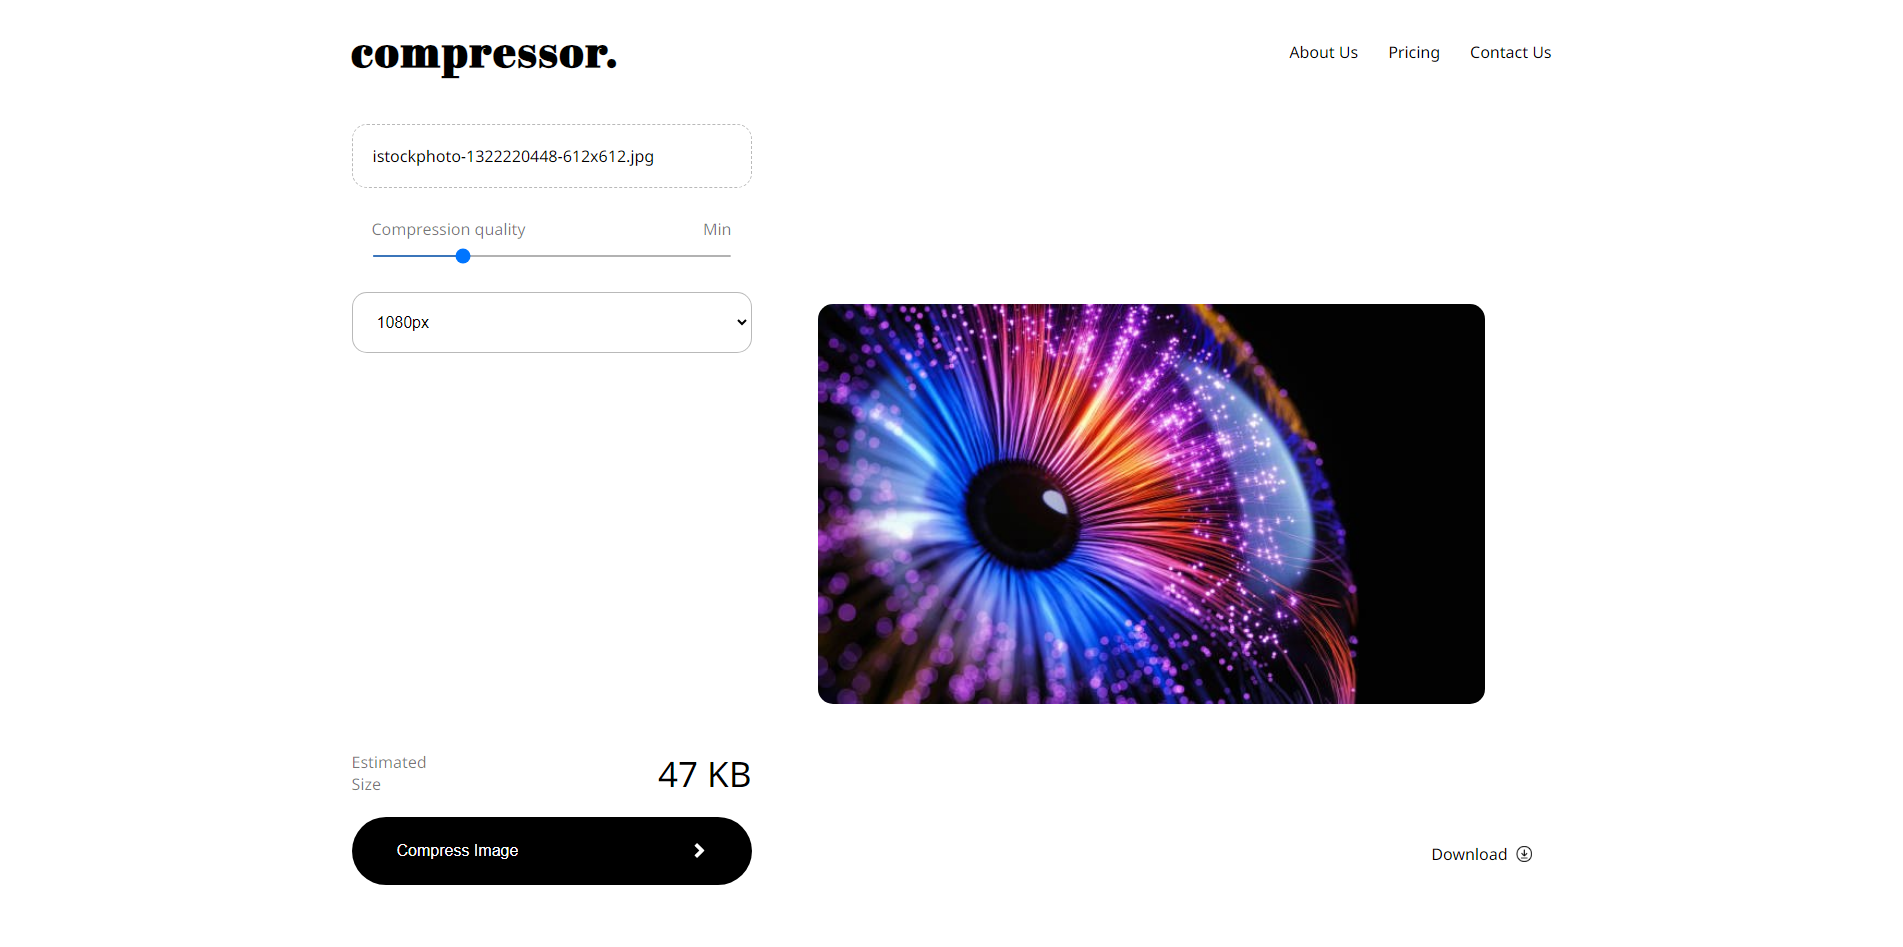 compressor.
About Us
Pricing
Contact Us
istockphoto-1322220448-612x612.jpg
Compression quality
Min
1080px
Estimated
Size
47 KB
Compress Image
Download